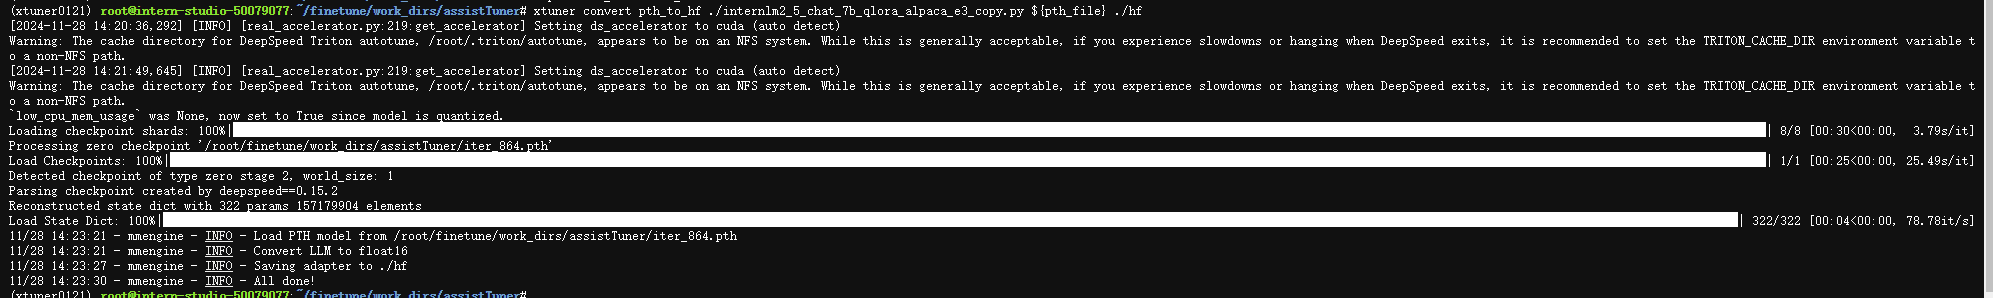 (xtuner0121) root@intern-studio-50079077:~/finetune/work_dirs/assistTuner# xtuner convert pth_to_hf ./internlm2_5_chat_7b_qlora_alpaca_e3_copy.py ${pth_file} ./hf
[2024-11-28 14:20:36,292] [INFO] [real_accelerator.py:219:get_accelerator] Setting ds_accelerator to cuda (auto detect)
Warning: The cache directory for DeepSpeed Triton autotune, /root/.triton/autotune, appears to be on an NFS system. While this is generally acceptable, if you experience slowdowns or hanging when DeepSpeed exits, it is recommended to set the TRITON_CACHE_DIR environment variable t
o a non-NFS path.
[2024-11-28 14:21:49,645] [INFO] [real_accelerator.py:219:get_accelerator] Setting ds_accelerator to cuda (auto detect)
Warning: The cache directory for DeepSpeed Triton autotune, /root/.triton/autotune, appears to be on an NFS system. While this is generally acceptable, if you experience slowdowns or hanging when DeepSpeed exits, it is recommended to set the TRITON_CACHE_DIR environment variable t
o a non-NFS path.
`low_cpu_mem_usage` was None, now set to True since model is quantized.
Loading checkpoint shards: 100%| | 8/8 [00:30<00:00, 3.79s/it]
Processing zero checkpoint '/root/finetune/work_dirs/assistTuner/iter_864.pth'
Load Checkpoints: 100%| | 1/1 [00:25<00:00, 25.49s/it]
Detected checkpoint of type zero stage 2, world_size: 1
Parsing checkpoint created by deepspeed==0.15.2
Reconstructed state dict with 322 params 157179904 elements
Load State Dict: 100%| | 322/322 [00:04<00:00, 78.78it/s]
11/28 14:23:21 - mmengine - INFO - Load PTH model from /root/finetune/work_dirs/assistTuner/iter_864.pth
11/28 14:23:21 - mmengine - INFO - Convert LLM to float16
11/28 14:23:27 - mmengine - INFO - Saving adapter to ./hf
11/28 14:23:30 - mmengine - INFO - All done!
(xtuner0121) root@intern-studio-50079077:~/finetune/work_dirs/assistTuner#